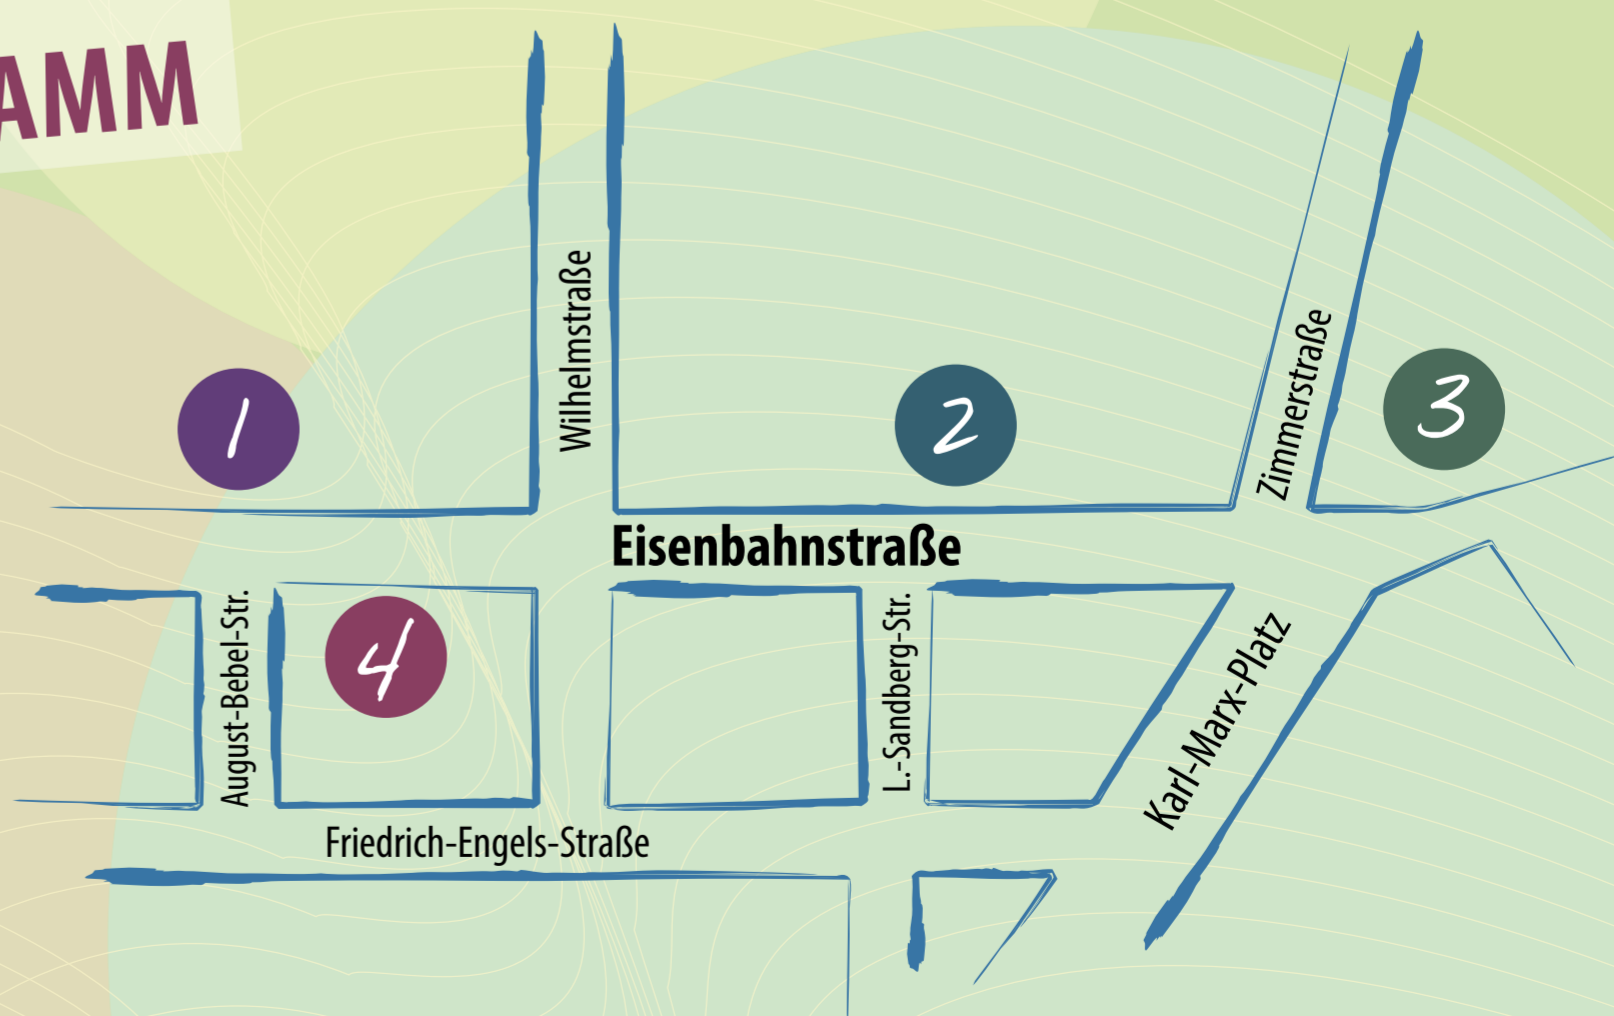 AMM
Wilhelmstraße
Zimmerstraße
1
2
3
Eisenbahnstraße
August-Bebel-Str.
4
L.-Sandberg-Str.
Karl-Marx-Platz
Friedrich-Engels-Straße